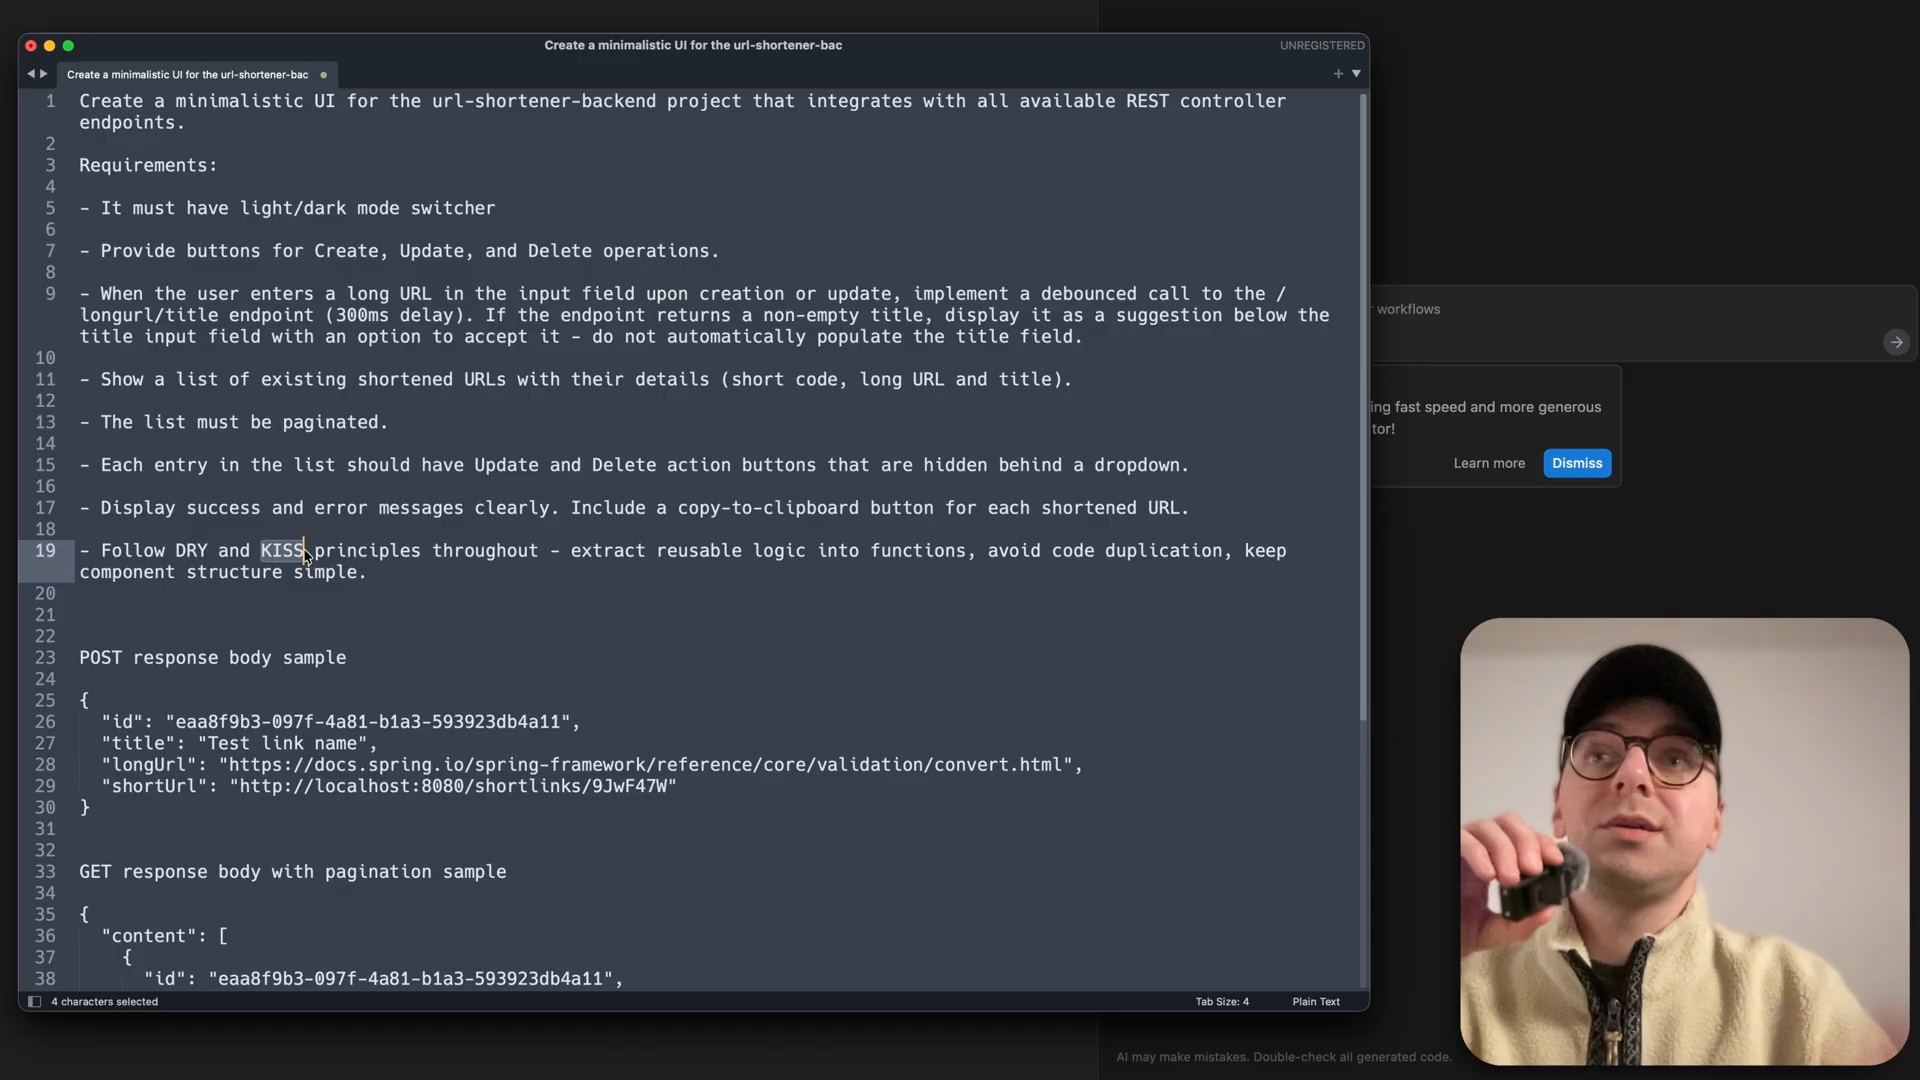 Create a minimalistic UI for the url-shortener-bac
UNREGISTERED
Create a minimalistic UI for the url-shortener-bac
1 Create a minimalistic UI for the url-shortener-backend project that integrates with all available REST controller
endpoints.
2
3 Requirements:
4
5 - It must have light/dark mode switcher
6
7 - Provide buttons for Create, Update, and Delete operations.
8
9 - When the user enters a long URL in the input field upon creation or update, implement a debounced call to the /
longurl/title endpoint (300ms delay). If the endpoint returns a non-empty title, display it as a suggestion below the
title input field with an option to accept it - do not automatically populate the title field.
10
11 - Show a list of existing shortened URLs with their details (short code, long URL and title).
12
13 - The list must be paginated.
14
15 - Each entry in the list should have Update and Delete action buttons that are hidden behind a dropdown.
16
17 - Display success and error messages clearly. Include a copy-to-clipboard button for each shortened URL.
18
19 - Follow DRY and KISS principles throughout - extract reusable logic into functions, avoid code duplication, keep
component structure simple.
20
21
22
23 POST response body sample
24
25 {
26 "id": "eaa8f9b3-097f-4a81-b1a3-593923db4a11",
27 "title": "Test link name",
28 "longUrl": "https://docs.spring.io/spring-framework/reference/core/validation/convert.html",
29 "shortUrl": "http://localhost:8080/shortlinks/9JwF47W"
30 }
31
32
33 GET response body with pagination sample
34
35 {
36 "content": [
37 {
38 "id": "eaa8f9b3-097f-4a81-b1a3-593923db4a11",
4 characters selected
Tab Size: 4
Plain Text
workflows
ing fast speed and more generous
tor!
Learn more
Dismiss
AI may make mistakes. Double-check all generated code.